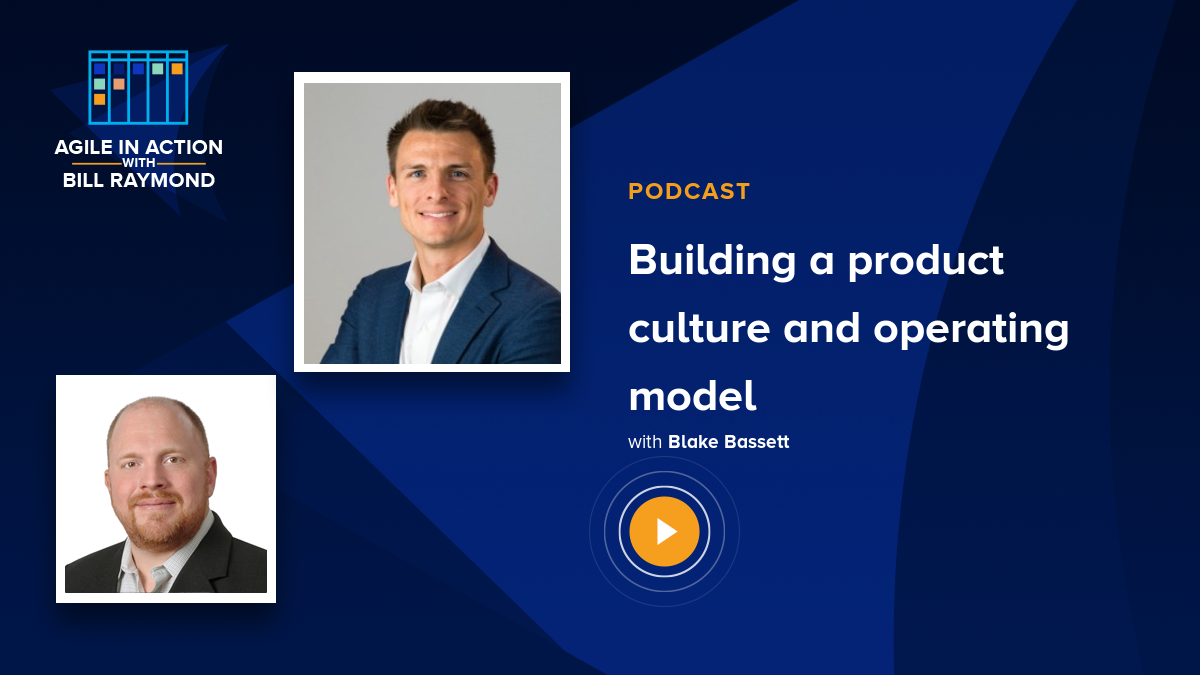 AGILE IN ACTION
WITH
BILL RAYMOND
PODCAST
Building a product
culture and operating
model
with Blake Bassett